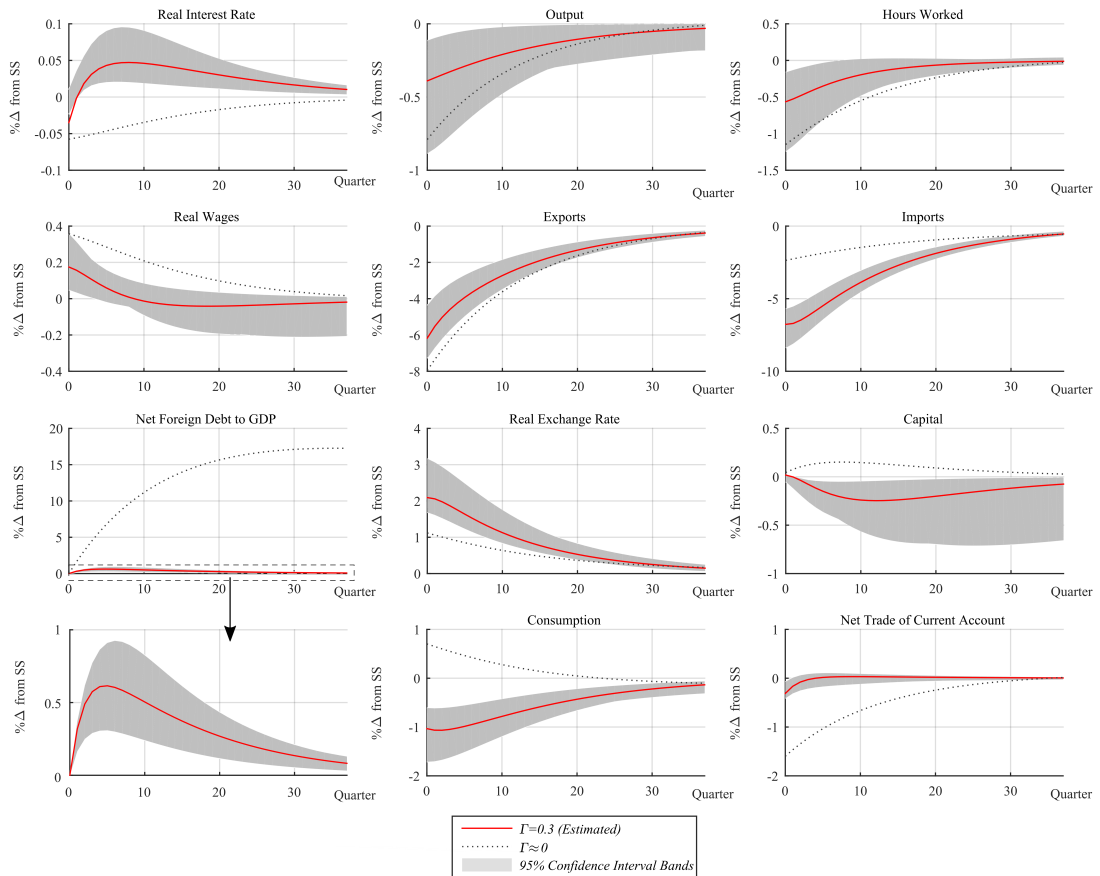 Real Interest Rate
Output
Hours Worked
%Δ from SS
0.1
0.05
0
-0.05
-0.1
0
10
20
30
Quarter
%Δ from SS
0
-0.5
-1
0
10
20
30
Quarter
%Δ from SS
0.5
0
-0.5
-1
-1.5
0
10
20
30
Quarter
Real Wages
Exports
Imports
%Δ from SS
0.4
0.2
0
-0.2
-0.4
0
10
20
30
Quarter
%Δ from SS
0
-2
-4
-6
-8
0
10
20
30
Quarter
%Δ from SS
0
-5
-10
0
10
20
30
Quarter
Net Foreign Debt to GDP
Real Exchange Rate
Capital
%Δ from SS
20
15
10
5
0
0
10
20
30
Quarter
%Δ from SS
4
3
2
1
0
0
10
20
30
Quarter
%Δ from SS
0.5
0
-0.5
-1
0
10
20
30
Quarter
Consumption
Net Trade of Current Account
%Δ from SS
1
0.5
0
0
10
20
30
Quarter
%Δ from SS
1
0
-1
-2
0
10
20
30
Quarter
%Δ from SS
1
0
-1
-2
0
10
20
30
Quarter
Γ=0.3 (Estimated)
Γ≈0
95% Confidence Interval Bands